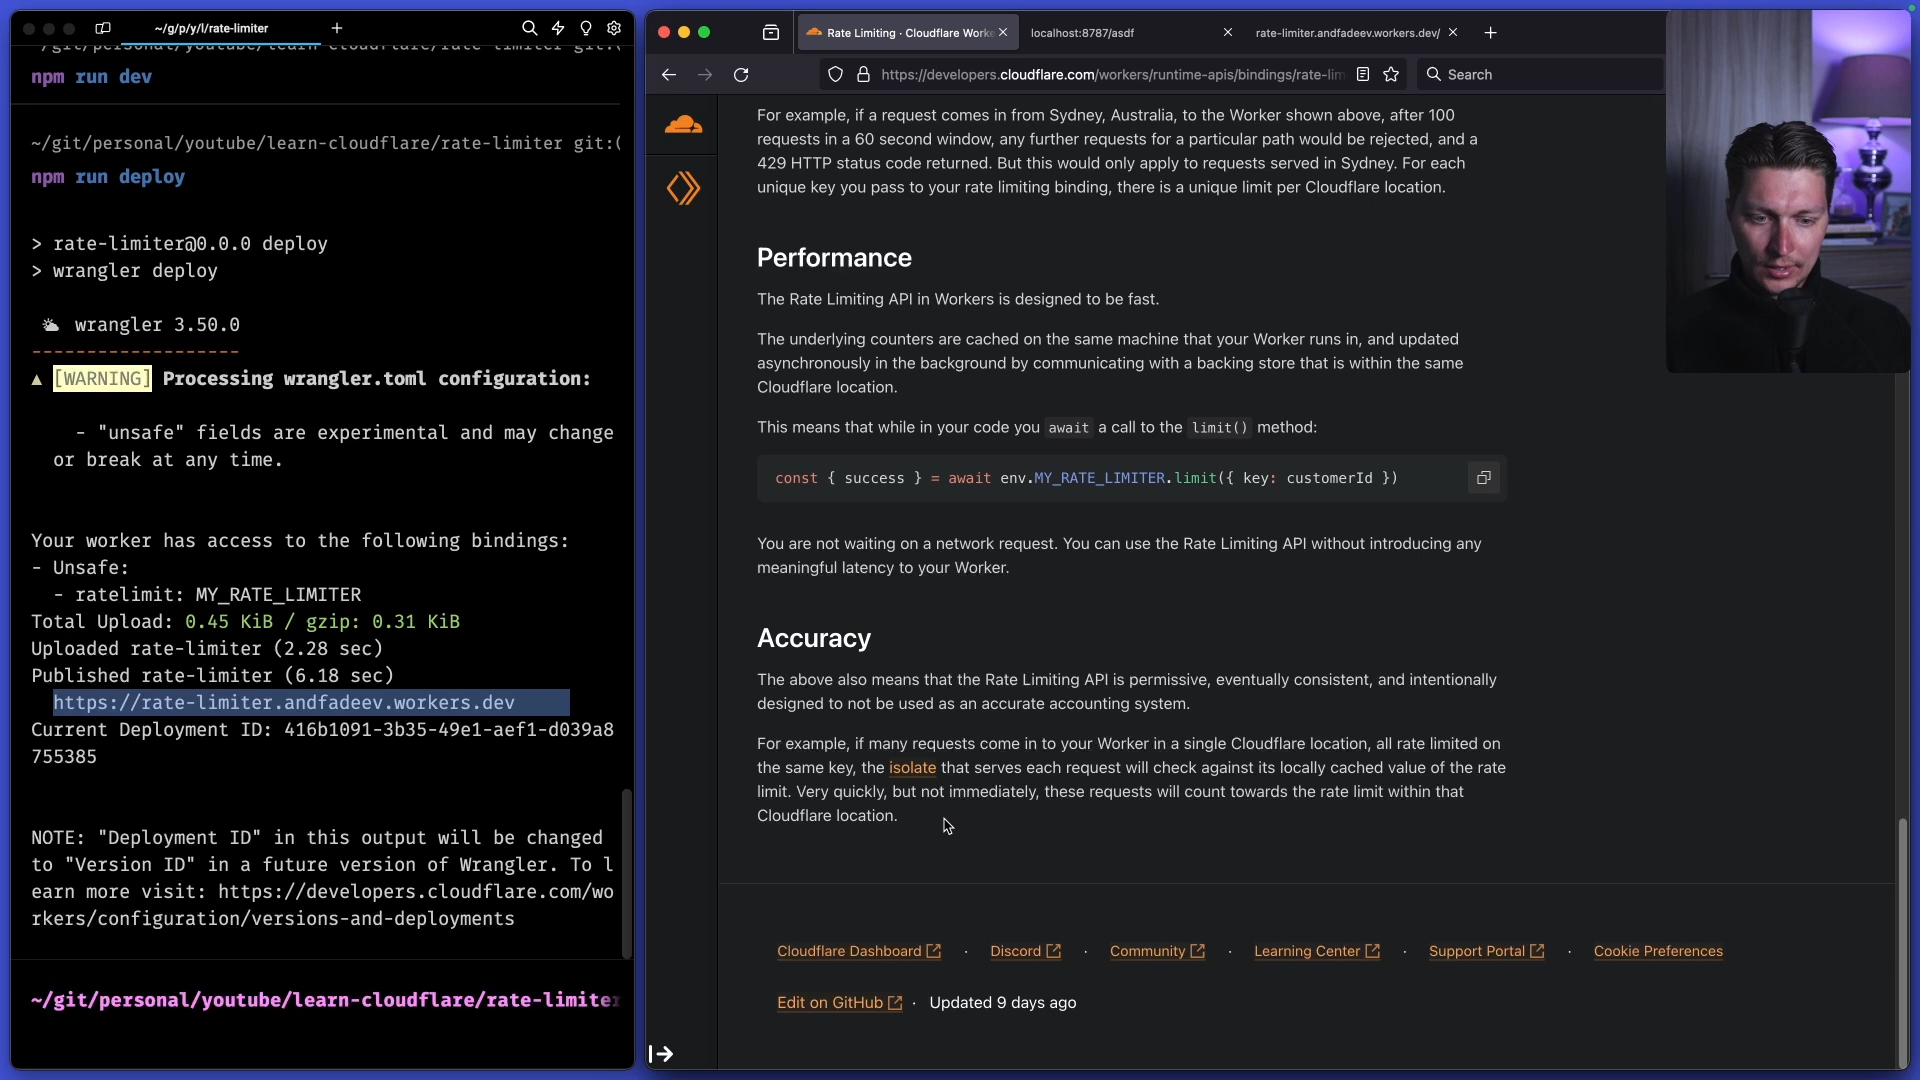 ~/g/p/y/l/rate-limiter
npm run dev
~/git/personal/youtube/learn-cloudflare/rate-limiter git:(
npm run deploy
> rate-limiter@0.0.0 deploy
> wrangler deploy
wrangler 3.50.0
-------------------
▲ [WARNING] Processing wrangler.toml configuration:
- "unsafe" fields are experimental and may change
or break at any time.
Your worker has access to the following bindings:
- Unsafe:
- ratelimit: MY_RATE_LIMITER
Total Upload: 0.45 KiB / gzip: 0.31 KiB
Uploaded rate-limiter (2.28 sec)
Published rate-limiter (6.18 sec)
https://rate-limiter.andfadeev.workers.dev
Current Deployment ID: 416b1091-3b35-49e1-aef1-d039a8
755385
NOTE: "Deployment ID" in this output will be changed
to "Version ID" in a future version of Wrangler. To l
earn more visit: https://developers.cloudflare.com/wo
rkers/configuration/versions-and-deployments
~/git/personal/youtube/learn-cloudflare/rate-limiter
Rate Limiting · Cloudflare Worke
localhost:8787/asdf
rate-limiter.andfadeev.workers.dev/
https://developers.cloudflare.com/workers/runtime-apis/bindings/rate-lim
Search
For example, if a request comes in from Sydney, Australia, to the Worker shown above, after 100
requests in a 60 second window, any further requests for a particular path would be rejected, and a
429 HTTP status code returned. But this would only apply to requests served in Sydney. For each
unique key you pass to your rate limiting binding, there is a unique limit per Cloudflare location.
Performance
The Rate Limiting API in Workers is designed to be fast.
The underlying counters are cached on the same machine that your Worker runs in, and updated
asynchronously in the background by communicating with a backing store that is within the same
Cloudflare location.
This means that while in your code you await a call to the limit() method:
const { success } = await env.MY_RATE_LIMITER.limit({ key: customerId })
You are not waiting on a network request. You can use the Rate Limiting API without introducing any
meaningful latency to your Worker.
Accuracy
The above also means that the Rate Limiting API is permissive, eventually consistent, and intentionally
designed to not be used as an accurate accounting system.
For example, if many requests come in to your Worker in a single Cloudflare location, all rate limited on
the same key, the isolate that serves each request will check against its locally cached value of the rate
limit. Very quickly, but not immediately, these requests will count towards the rate limit within that
Cloudflare location.
Cloudflare Dashboard · Discord · Community · Learning Center · Support Portal · Cookie Preferences
Edit on GitHub · Updated 9 days ago